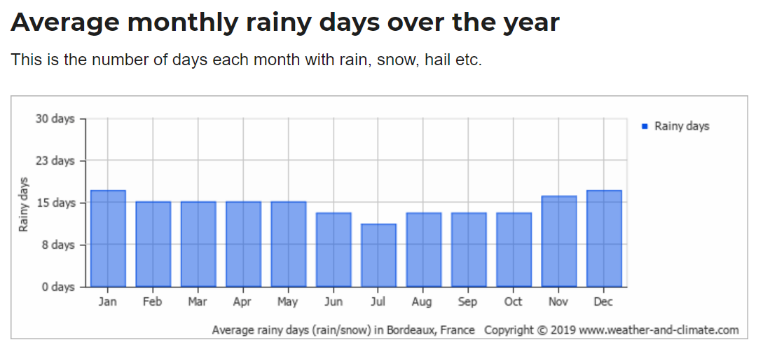 Average monthly rainy days over the year
This is the number of days each month with rain, snow, hail etc.
30 days
23 days
15 days
8 days
0 days
Rainy days
Rainy days
Jan Feb Mar Apr May Jun Jul Aug Sep Oct Nov Dec
Average rainy days (rain/snow) in Bordeaux, France Copyright © 2019 www.weather-and-climate.com